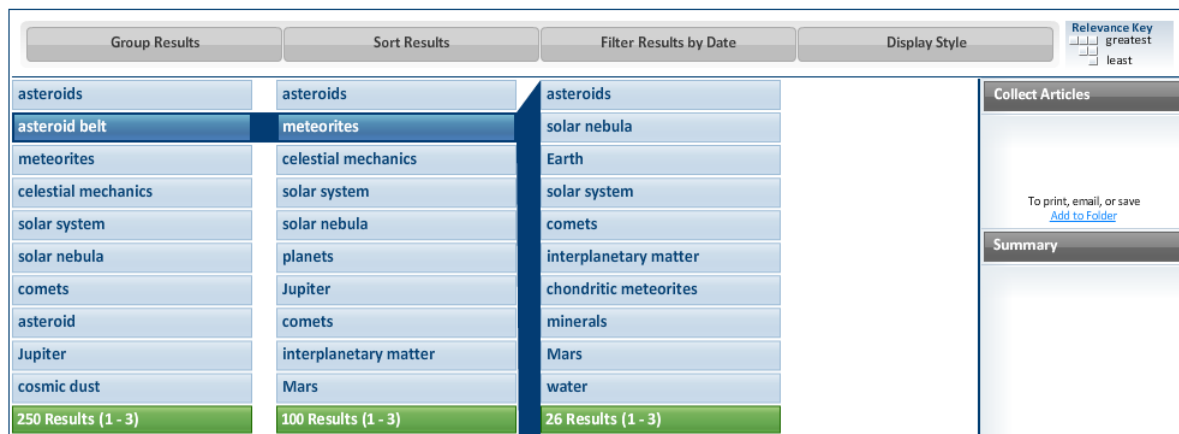 Group Results
Sort Results
Filter Results by Date
Display Style
Relevance Key
greatest
least
asteroids
asteroid belt
meteorites
celestial mechanics
solar system
solar nebula
comets
asteroid
Jupiter
cosmic dust
250 Results (1 - 3)
asteroids
meteorites
celestial mechanics
solar system
solar nebula
planets
Jupiter
comets
interplanetary matter
Mars
100 Results (1 - 3)
asteroids
solar nebula
Earth
solar system
comets
interplanetary matter
chondritic meteorites
minerals
Mars
water
26 Results (1 - 3)
Collect Articles
To print, email, or save
Add to Folder
Summary